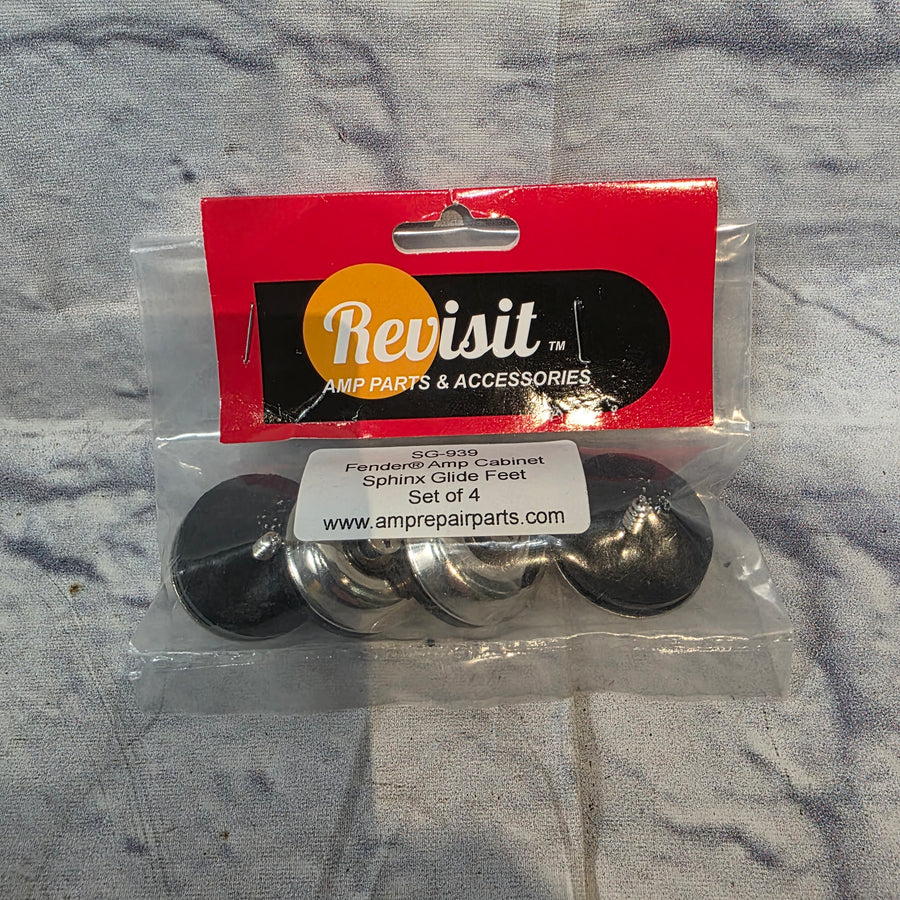 Revisit TM
AMP PARTS & ACCESSORIES
SG-939
Fender® Amp Cabinet
Sphinx Glide Feet
Set of 4
www.amprepairparts.com